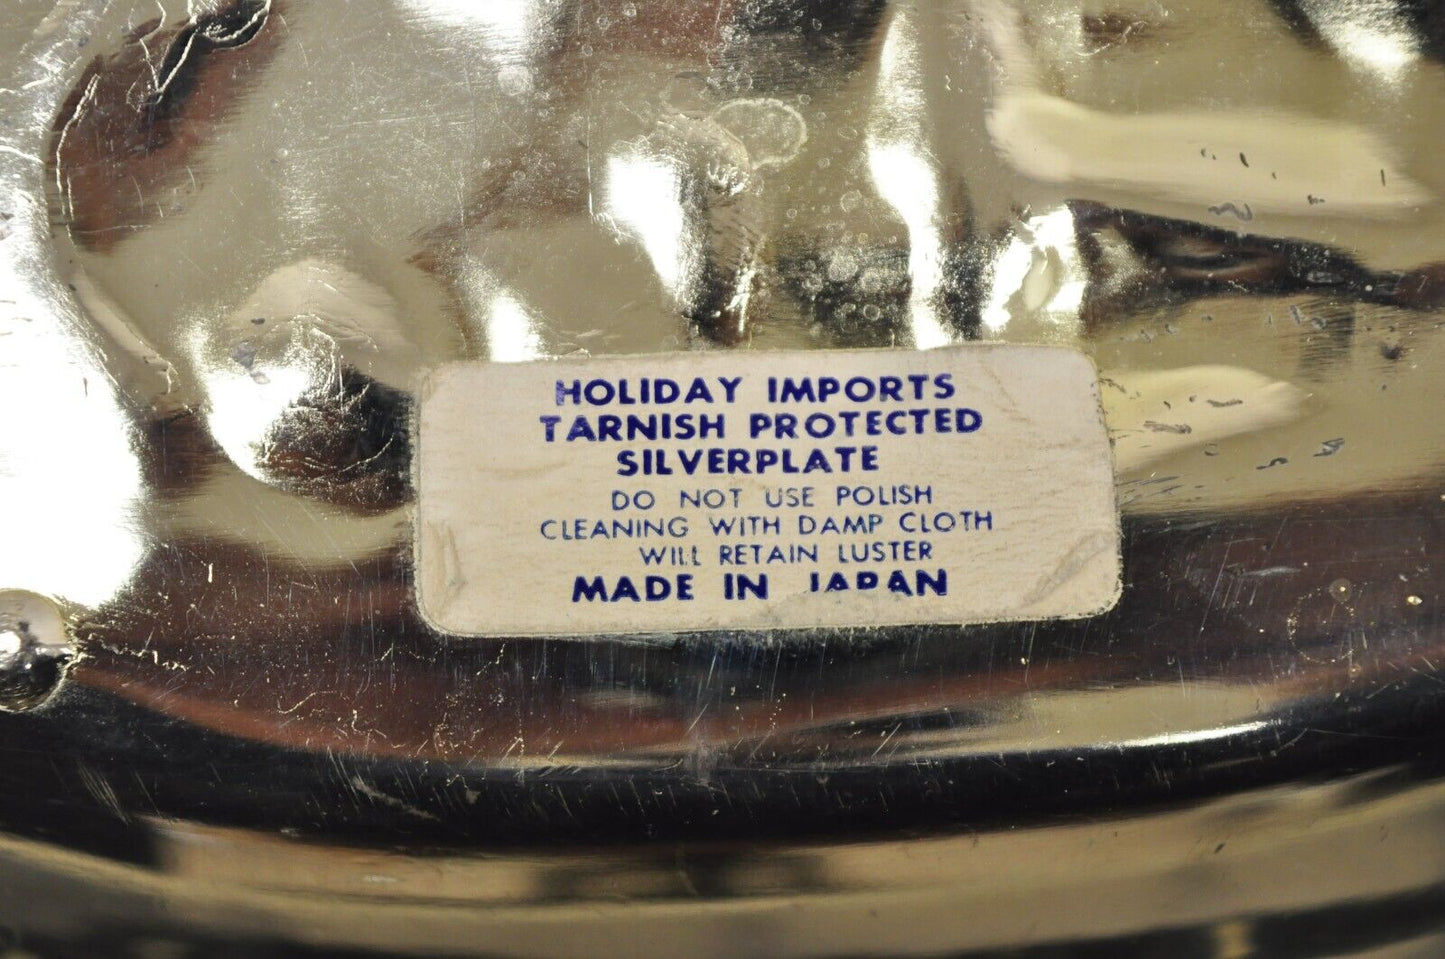 HOLIDAY IMPORTS
TARNISH PROTECTED
SILVERPLATE
DO NOT USE POLISH
CLEANING WITH DAMP CLOTH
WILL RETAIN LUSTER
MADE IN JAPAN